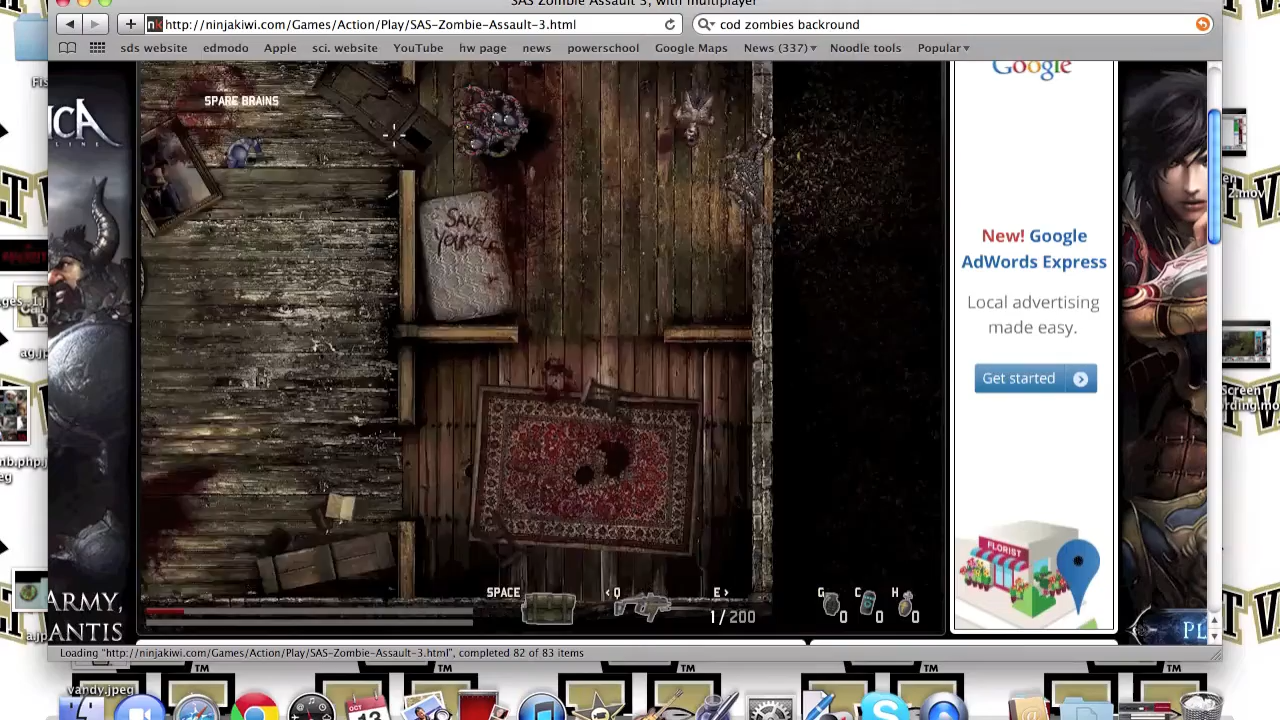 SAS Zombie Assault 3, with multiplayer
http://ninjakiwi.com/Games/Action/Play/SAS-Zombie-Assault-3.html
cod zombies backround
sds website edmodo Apple sci. website YouTube hw page news powerschool Google Maps News (337) Noodle tools Popular
SPARE BRAINS
SAVE
YOURSELF
Google
New! Google
AdWords Express
Local advertising
made easy.
Get started
FLORIST
SPACE
‹ Q
E ›
1 / 200
G 0
C 0
H 0
ARMY,
ANTIS
PL
Loading "http://ninjakiwi.com/Games/Action/Play/SAS-Zombie-Assault-3.html", completed 82 of 83 items
vandy.jpeg